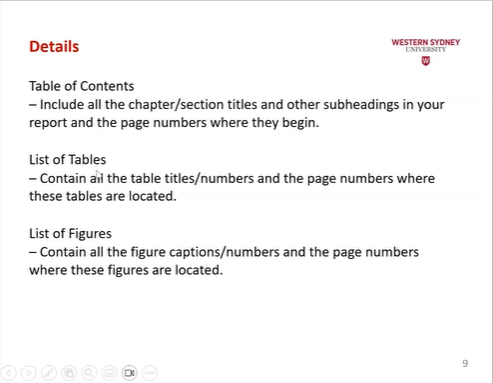 Details
WESTERN SYDNEY
UNIVERSITY
W
Table of Contents
– Include all the chapter/section titles and other subheadings in your
report and the page numbers where they begin.
List of Tables
– Contain all the table titles/numbers and the page numbers where
these tables are located.
List of Figures
– Contain all the figure captions/numbers and the page numbers
where these figures are located.
9